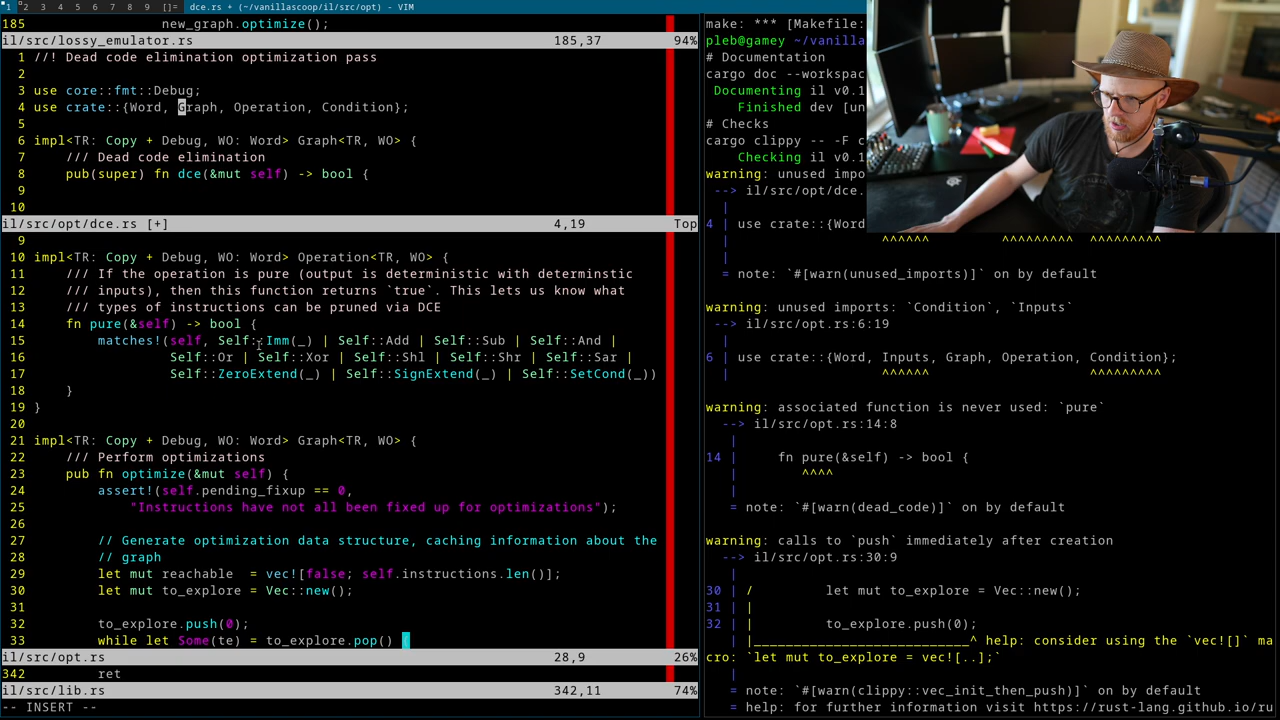 1 2 3 4 5 6 7 8 9 []= dce.rs + (~/vanillascoop/il/src/opt) - VIM
185 new_graph.optimize();
il/src/lossy_emulator.rs 185,37 94%
1 //! Dead code elimination optimization pass
2
3 use core::fmt::Debug;
4 use crate::{Word, Graph, Operation, Condition};
5
6 impl<TR: Copy + Debug, WO: Word> Graph<TR, WO> {
7 /// Dead code elimination
8 pub(super) fn dce(&mut self) -> bool {
9
10
il/src/opt/dce.rs [+] 4,19 Top
9
10 impl<TR: Copy + Debug, WO: Word> Operation<TR, WO> {
11 /// If the operation is pure (output is deterministic with determinstic
12 /// inputs), then this function returns `true`. This lets us know what
13 /// types of instructions can be pruned via DCE
14 fn pure(&self) -> bool {
15 matches!(self, Self::Imm(_) | Self::Add | Self::Sub | Self::And |
16 Self::Or | Self::Xor | Self::Shl | Self::Shr | Self::Sar |
17 Self::ZeroExtend(_) | Self::SignExtend(_) | Self::SetCond(_))
18 }
19 }
20
21 impl<TR: Copy + Debug, WO: Word> Graph<TR, WO> {
22 /// Perform optimizations
23 pub fn optimize(&mut self) {
24 assert!(self.pending_fixup == 0,
25 "Instructions have not all been fixed up for optimizations");
26
27 // Generate optimization data structure, caching information about the
28 // graph
29 let mut reachable = vec![false; self.instructions.len()];
30 let mut to_explore = Vec::new();
31
32 to_explore.push(0);
33 while let Some(te) = to_explore.pop() {
il/src/opt.rs 28,9 26%
342 ret
il/src/lib.rs 342,11 74%
-- INSERT --
make: *** [Makefile:
pleb@gamey ~/vanilla
# Documentation
cargo doc --workspac
Documenting il v0.1
Finished dev [un
# Checks
cargo clippy -- -F c
Checking il v0.1
warning: unused impo
--> il/src/opt/dce.
|
4 | use crate::{Word
| ^^^^^^ ^^^^^^^^^ ^^^^^^^^^
|
= note: `#[warn(unused_imports)]` on by default
warning: unused imports: `Condition`, `Inputs`
--> il/src/opt.rs:6:19
|
6 | use crate::{Word, Inputs, Graph, Operation, Condition};
| ^^^^^^ ^^^^^^^^^
warning: associated function is never used: `pure`
--> il/src/opt.rs:14:8
|
14 | fn pure(&self) -> bool {
| ^^^^
|
= note: `#[warn(dead_code)]` on by default
warning: calls to `push` immediately after creation
--> il/src/opt.rs:30:9
|
30 | / let mut to_explore = Vec::new();
31 | |
32 | | to_explore.push(0);
| |___________________________^ help: consider using the `vec![]` ma
cro: `let mut to_explore = vec![..];`
|
= note: `#[warn(clippy::vec_init_then_push)]` on by default
= help: for further information visit https://rust-lang.github.io/ru